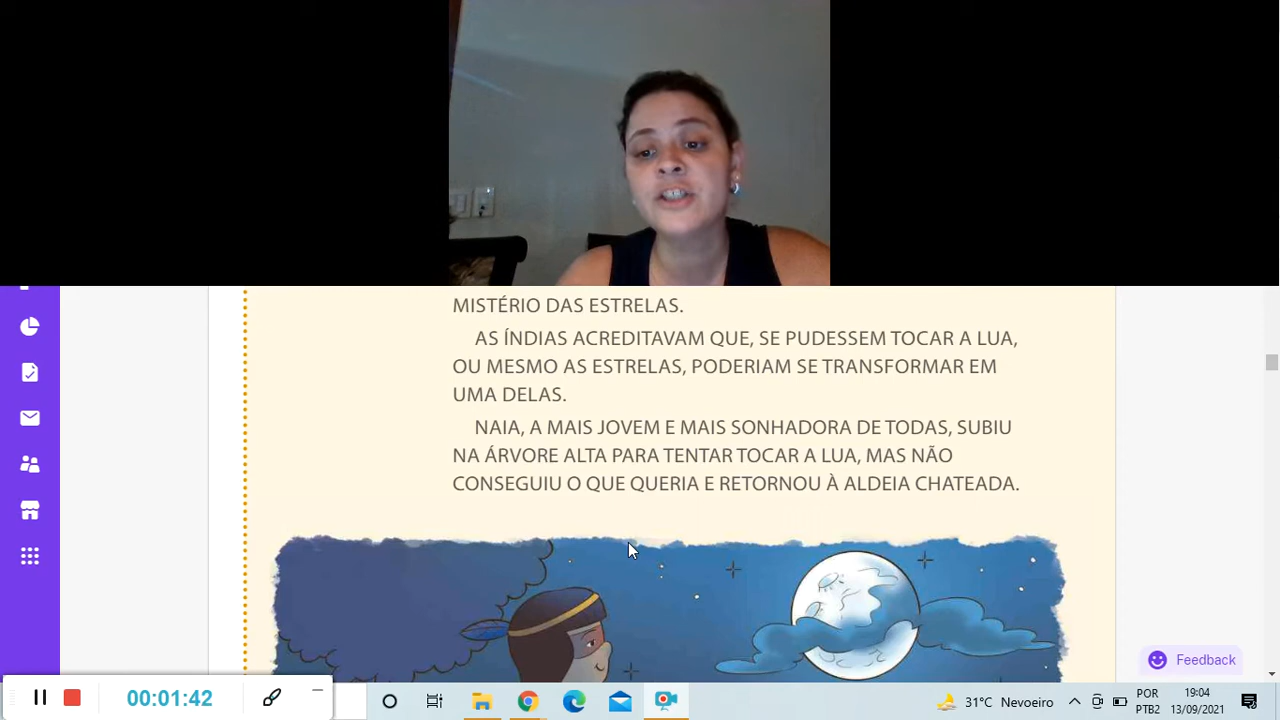 MISTÉRIO DAS ESTRELAS.
AS ÍNDIAS ACREDITAVAM QUE, SE PUDESSEM TOCAR A LUA,
OU MESMO AS ESTRELAS, PODERIAM SE TRANSFORMAR EM
UMA DELAS.
NAIA, A MAIS JOVEM E MAIS SONHADORA DE TODAS, SUBIU
NA ÁRVORE ALTA PARA TENTAR TOCAR A LUA, MAS NÃO
CONSEGUIU O QUE QUERIA E RETORNOU À ALDEIA CHATEADA.
Feedback
00:01:42
31°C Nevoeiro
POR
PTB2
19:04
13/09/2021